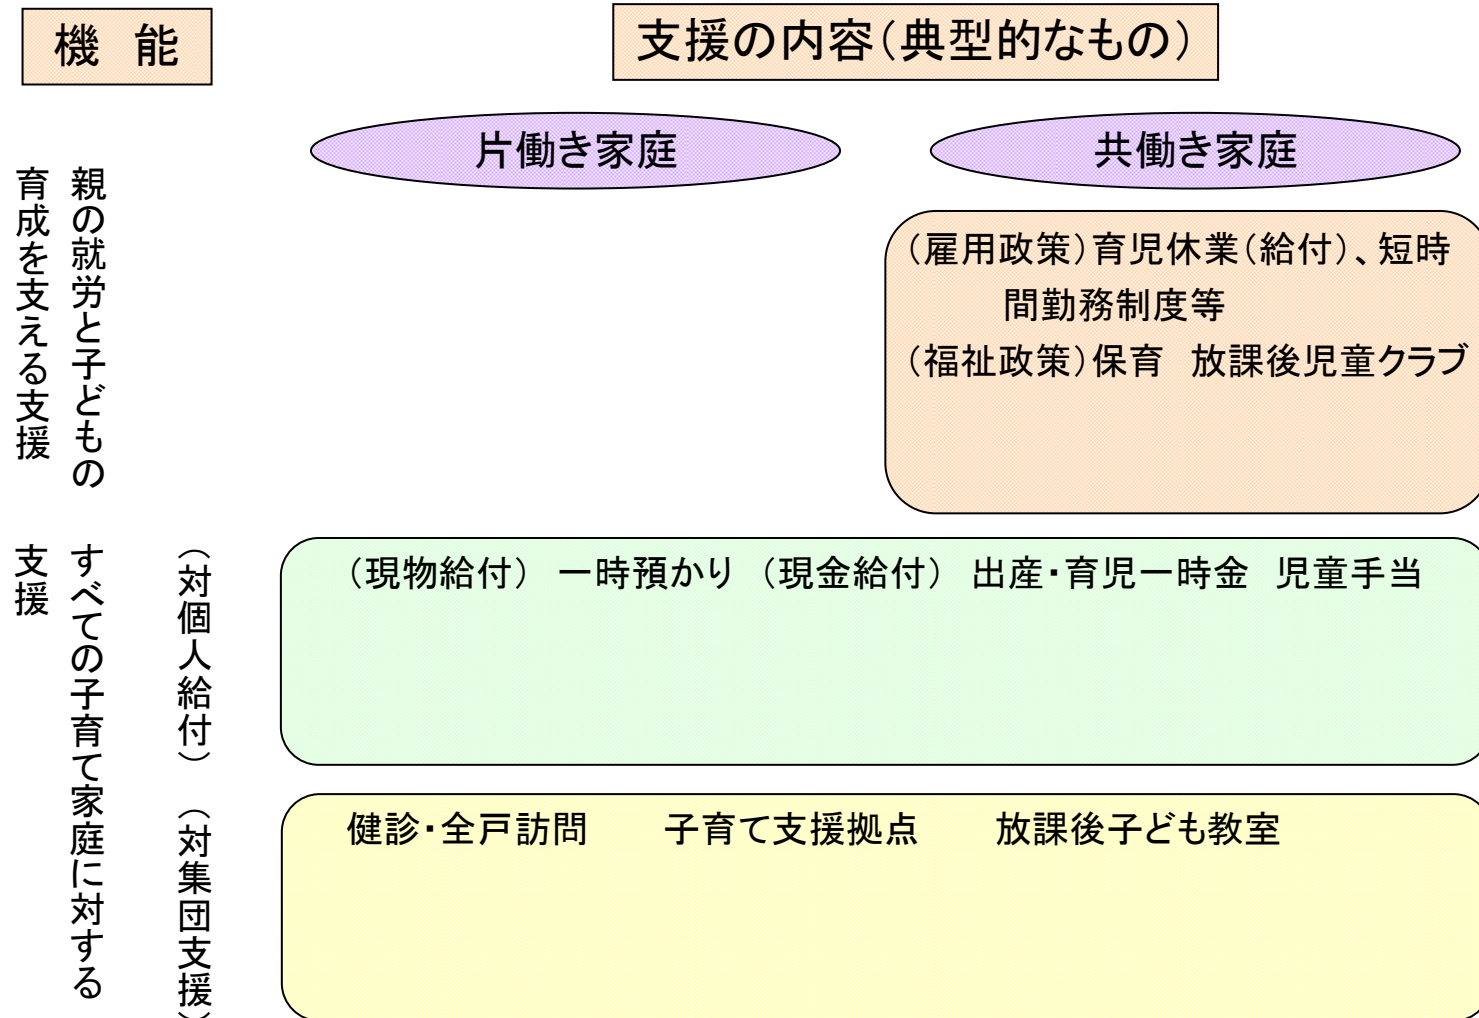 機　能
支援の内容（典型的なもの）
片働き家庭
共働き家庭
親の就労と子どもの
育成を支える支援
（雇用政策）育児休業（給付）、短時
間勤務制度等
（福祉政策）保育　放課後児童クラブ
すべての子育て家庭に対する
支援
（対個人給付）
（現物給付）　一時預かり　（現金給付）　出産・育児一時金　児童手当
（対集団支援）
健診・全戸訪問　　子育て支援拠点　　放課後子ども教室